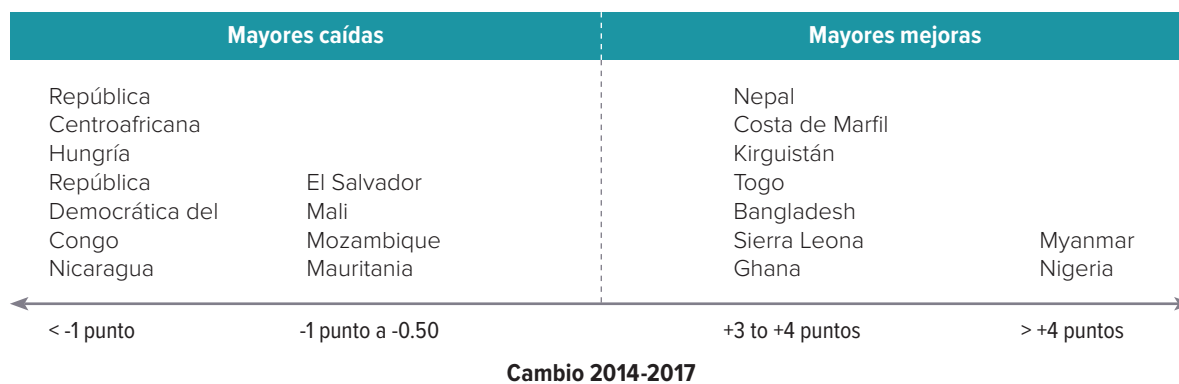 Mayores caídas
Mayores mejoras
República
Centroafricana
Hungría
República
Democrática del
Congo
Nicaragua
El Salvador
Mali
Mozambique
Mauritania
Nepal
Costa de Marfil
Kirguistán
Togo
Bangladesh
Sierra Leona
Ghana
Myanmar
Nigeria
< -1 punto
-1 punto a -0.50
+3 to +4 puntos
> +4 puntos
Cambio 2014-2017